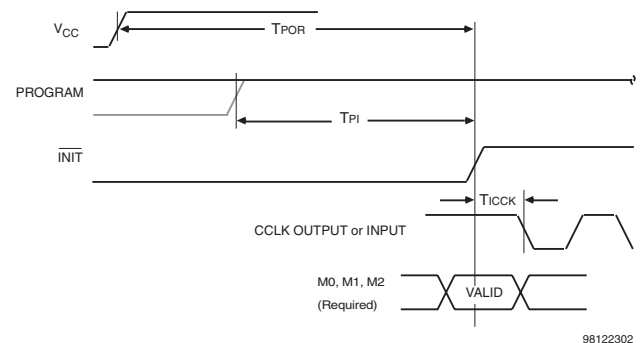 VCC
TPOR
PROGRAM
TPI
INIT
TICCK
CCLK OUTPUT or INPUT
M0, M1, M2
(Required)
VALID
98122302